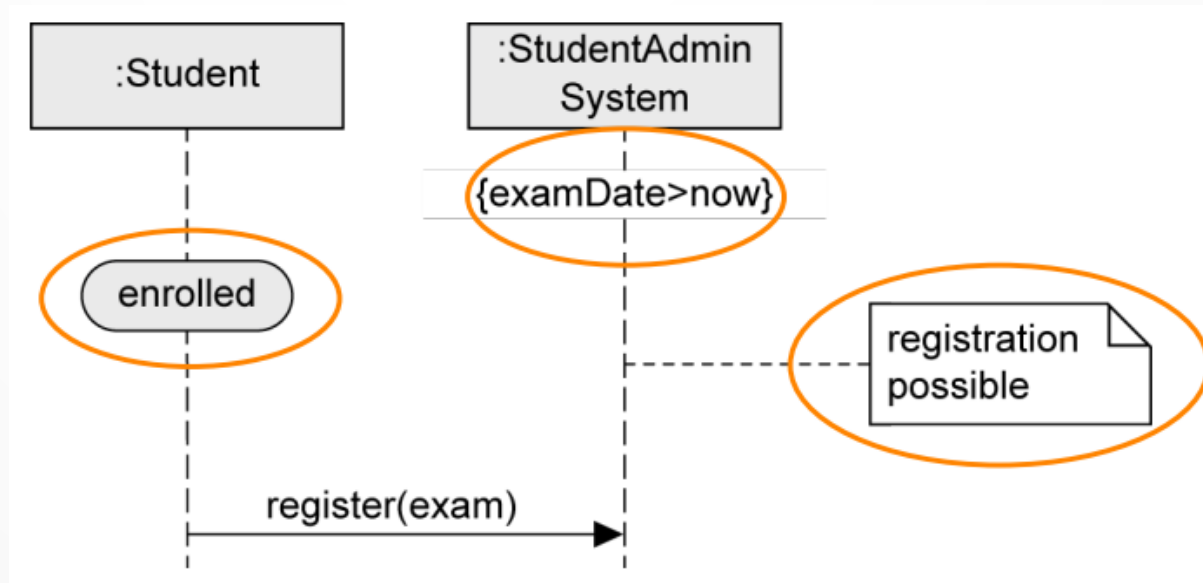 :Student
:StudentAdmin
System
{examDate>now}
enrolled
registration
possible
register(exam)